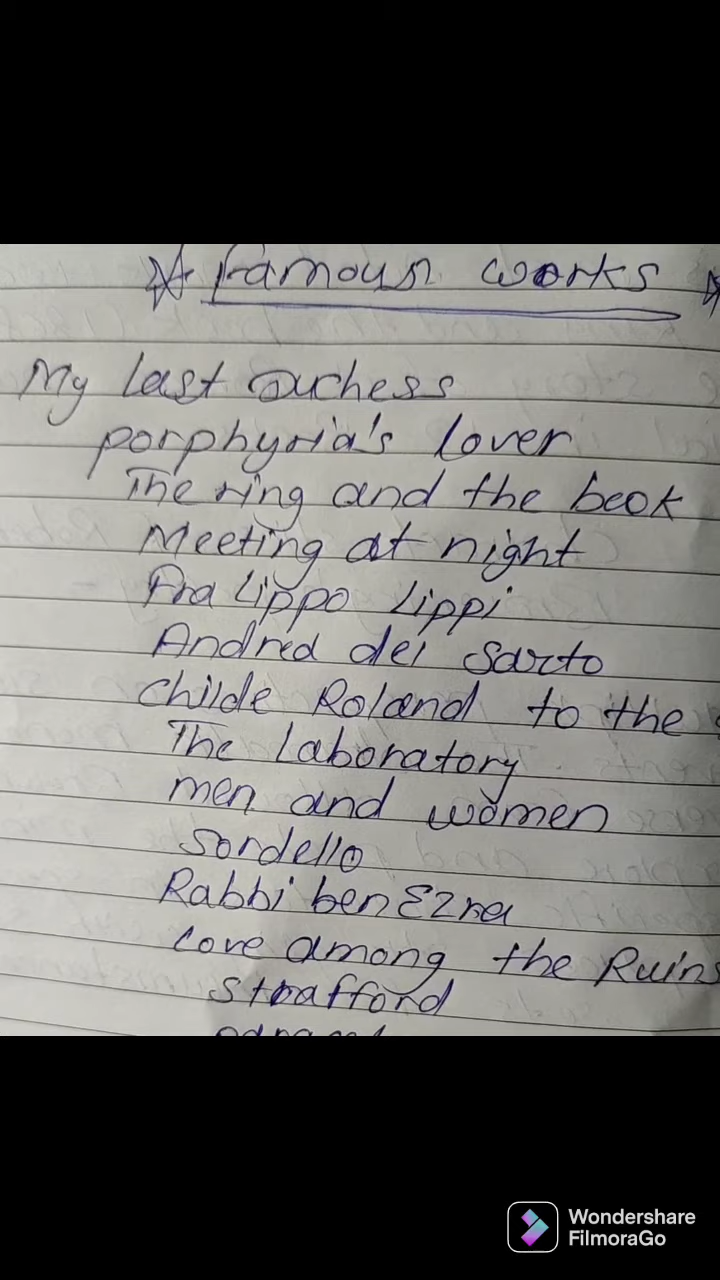 Famous works
My last Duchess
porphyria's lover
The ring and the book
Meeting at night
Fra Lippo Lippi
Andrea del Sarto
Childe Roland to the
The Laboratory
men and women
Sordello
Rabbi ben Ezra
Love among the Ruins
Strafford
Wondershare
FilmoraGo